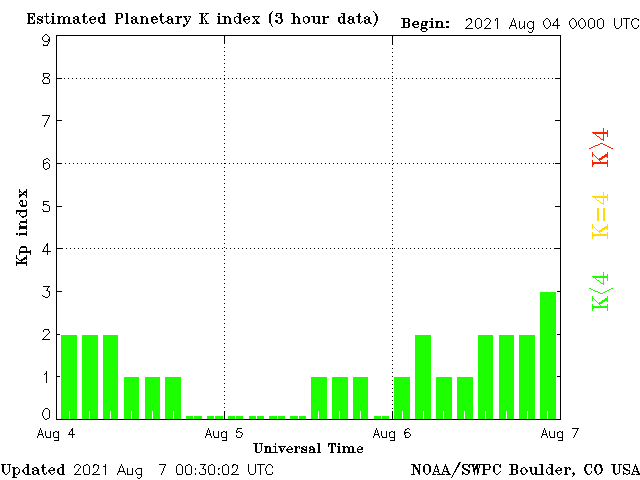 Estimated Planetary K index (3 hour data) Begin: 2021 Aug 04 0000 UTC
9
8
7
6
5
4
3
2
1
0
Kp index
K>4
K=4
K<4
Aug 4 Aug 5 Aug 6 Aug 7
Universal Time
Updated 2021 Aug 7 00:30:02 UTC NOAA/SWPC Boulder, CO USA